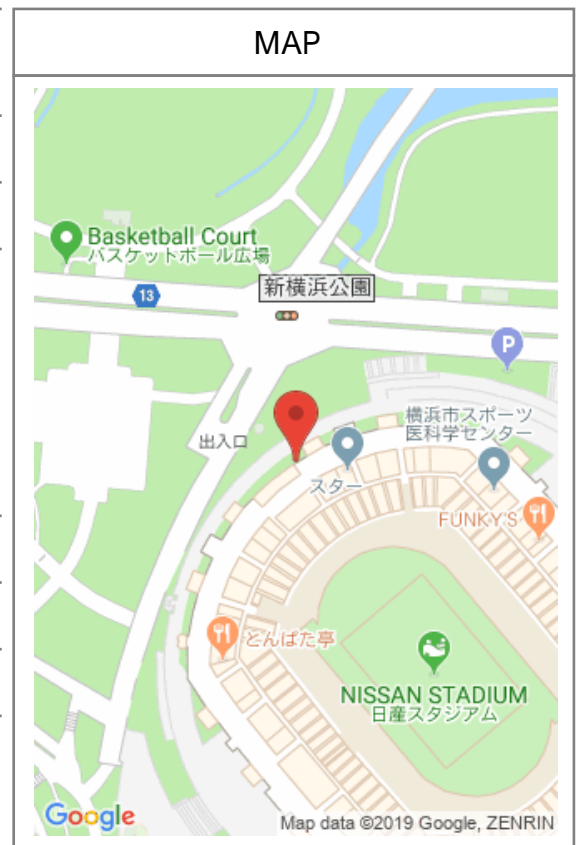 MAP
Basketball Court
バスケットボール広場
13
新横浜公園
P
横浜市スポーツ
医科学センター
出入口
スター
FUNKY'S
とんぱた亭
NISSAN STADIUM
日産スタジアム
Google
Map data ©2019 Google, ZENRIN